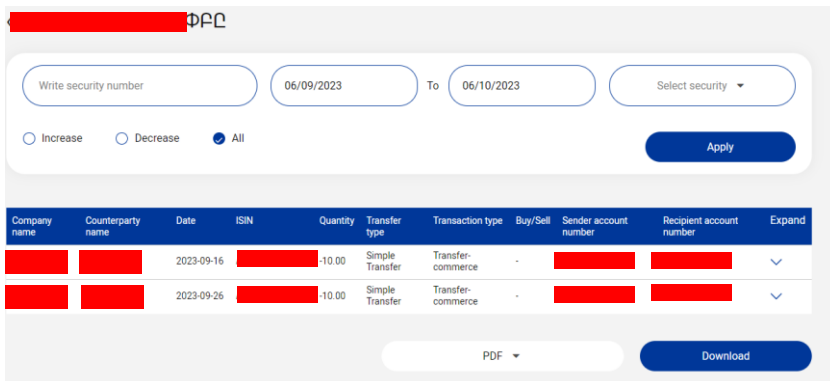 ՓԲԸ
Write security number 06/09/2023 To 06/10/2023 Select security
Increase Decrease All Apply
Company name Counterparty name Date ISIN Quantity Transfer type Transaction type Buy/Sell Sender account number Recipient account number Expand
2023-09-16 -10.00 Simple Transfer Transfer-commerce -
2023-09-26 -10.00 Simple Transfer Transfer-commerce -
PDF Download